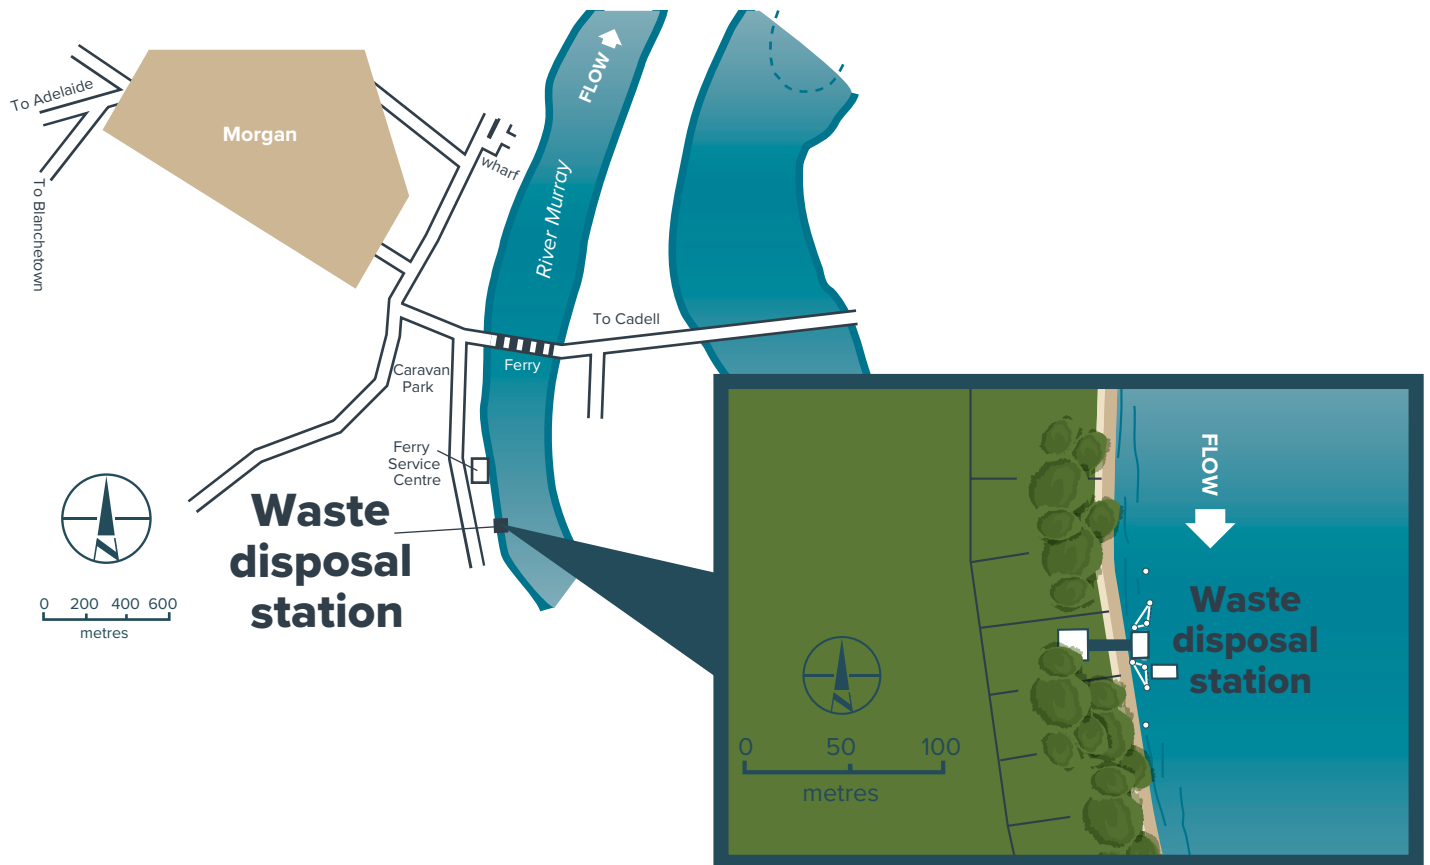 FLOW
To Adelaide
Morgan
wharf
To Blanchetown
River Murray
To Cadell
Ferry
Caravan
Park
Ferry
Service
Centre
Waste
disposal
station
0 200 400 600
metres
FLOW
Waste
disposal
station
0 50 100
metres